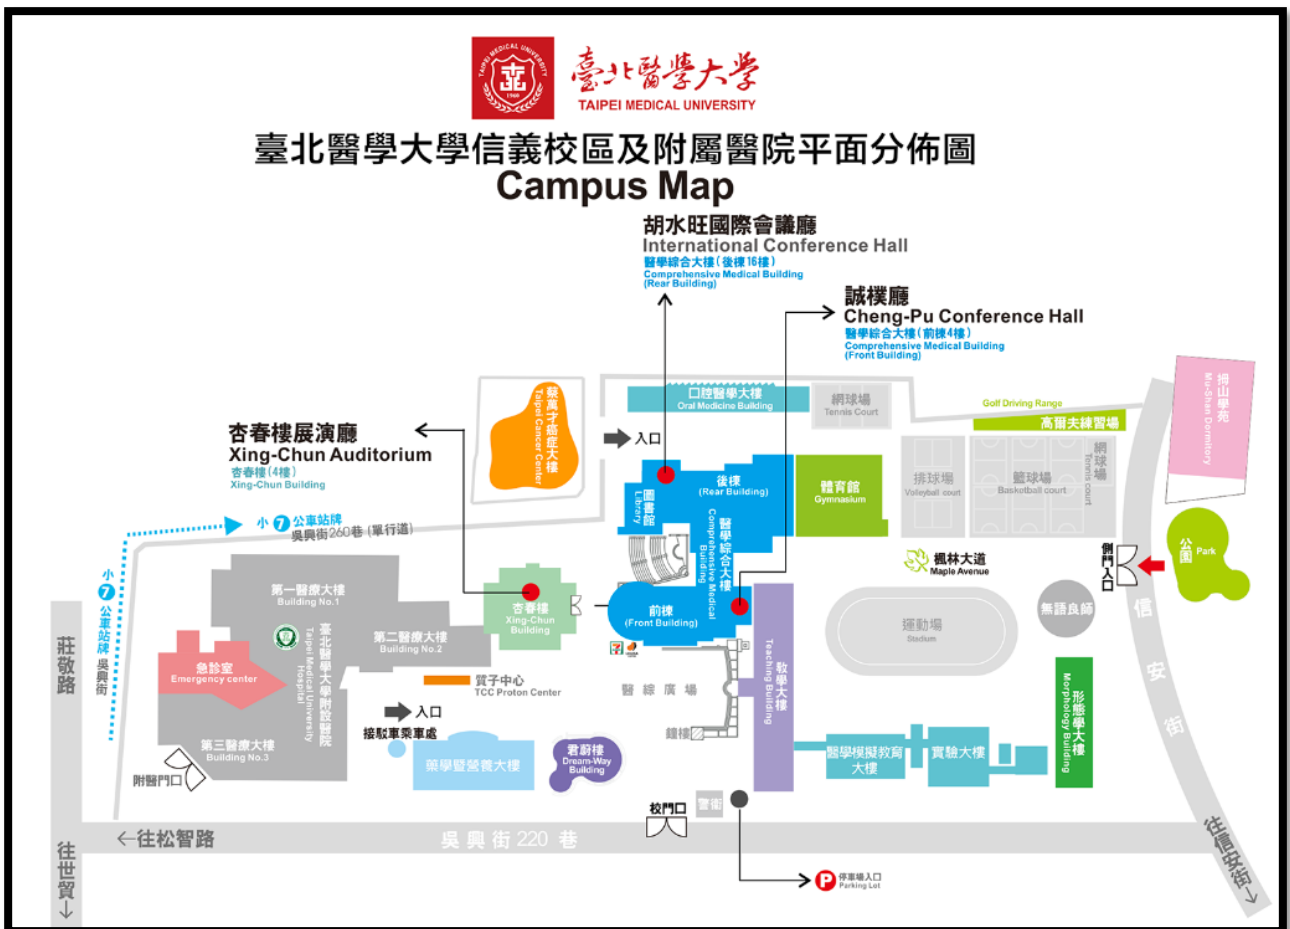 TAIPEI MEDICAL UNIVERSITY
1960
臺北醫學大學
TAIPEI MEDICAL UNIVERSITY
臺北醫學大學信義校區及附屬醫院平面分佈圖
Campus Map
胡水旺國際會議廳
International Conference Hall
醫學綜合大樓(後棟16樓)
Comprehensive Medical Building
(Rear Building)
誠樸廳
Cheng-Pu Conference Hall
醫學綜合大樓(前棟4樓)
Comprehensive Medical Building
(Front Building)
杏春樓展演廳
Xing-Chun Auditorium
杏春樓(4樓)
Xing-Chun Building
蔡萬才癌症大樓
Taipei Cancer Center
入口
口腔醫學大樓
Oral Medicine Building
網球場
Tennis Court
Golf Driving Range
高爾夫練習場
拇山學苑
Mu-Shan Dormitory
圖書館
Library
後棟
(Rear Building)
醫學綜合大樓
Comprehensive Medical
Building
體育館
Gymnasium
排球場
Volleyball court
籃球場
Basketball court
網球場
Tennis court
小 7 公車站牌
吳興街260巷 (單行道)
小 7 公車站牌 吳興街
楓林大道
Maple Avenue
側門入口
公園 Park
第一醫療大樓
Building No.1
第二醫療大樓
Building No.2
杏春樓
Xing-Chun
Building
前棟
(Front Building)
無語良師
運動場
Stadium
臺北醫學大學附設醫院
Taipei Medical University
Hospital
急診室
Emergency center
質子中心
TCC Proton Center
7
醫綜廣場
教學大樓
Teaching Building
形態學大樓
Morphology Building
莊敬路
入口
接駁車乘車處
鐘樓
第三醫療大樓
Building No.3
附醫門口
藥學暨營養大樓
君蔚樓
Dream-Way
Building
醫學模擬教育
大樓
實驗大樓
信安街
校門口
警衛
←往松智路
吳興街220巷
往世貿↓
往信安街↓
P 停車場入口
Parking Lot